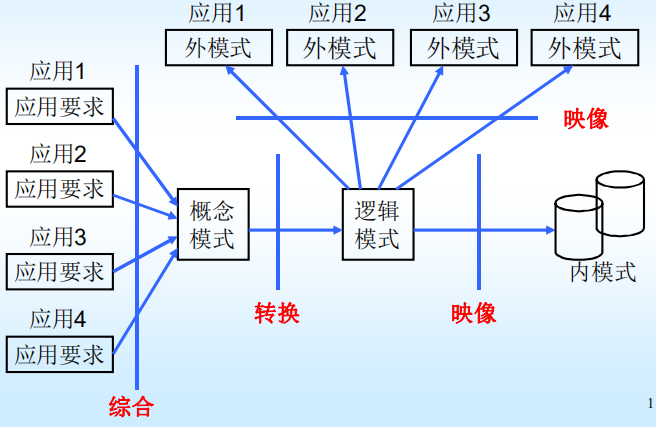 应用1
应用2
应用3
应用4
外模式
外模式
外模式
外模式
映像
应用1
应用要求
应用2
应用要求
应用3
应用要求
应用4
应用要求
概念
模式
逻辑
模式
内模式
转换
映像
综合
1